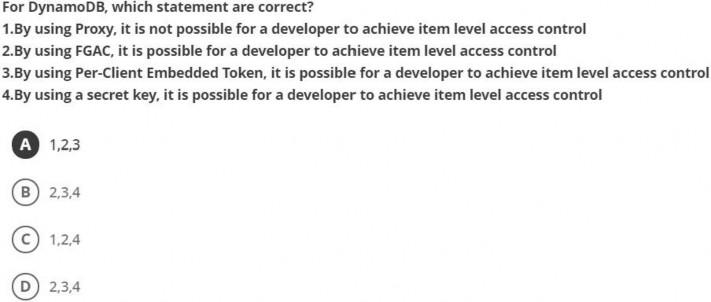 For DynamoDB, which statement are correct?
1.By using Proxy, it is not possible for a developer to achieve item level access control
2.By using FGAC, it is possible for a developer to achieve item level access control
3.By using Per-Client Embedded Token, it is possible for a developer to achieve item level access control
4.By using a secret key, it is possible for a developer to achieve item level access control
A 1,2,3
B 2,3,4
C 1,2,4
D 2,3,4